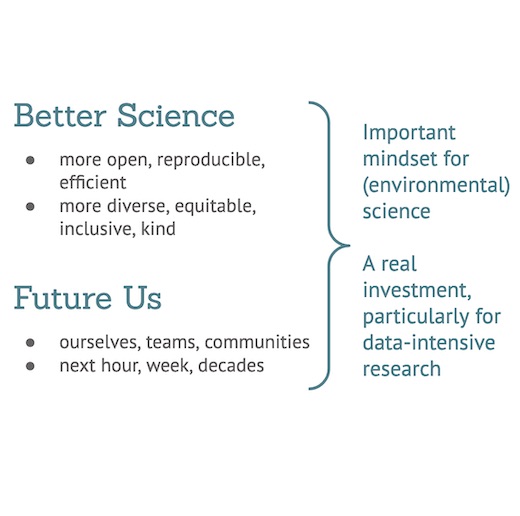 Better Science
● more open, reproducible,
efficient
● more diverse, equitable,
inclusive, kind
Future Us
● ourselves, teams, communities
● next hour, week, decades
Important
mindset for
(environmental)
science
A real
investment,
particularly for
data-intensive
research